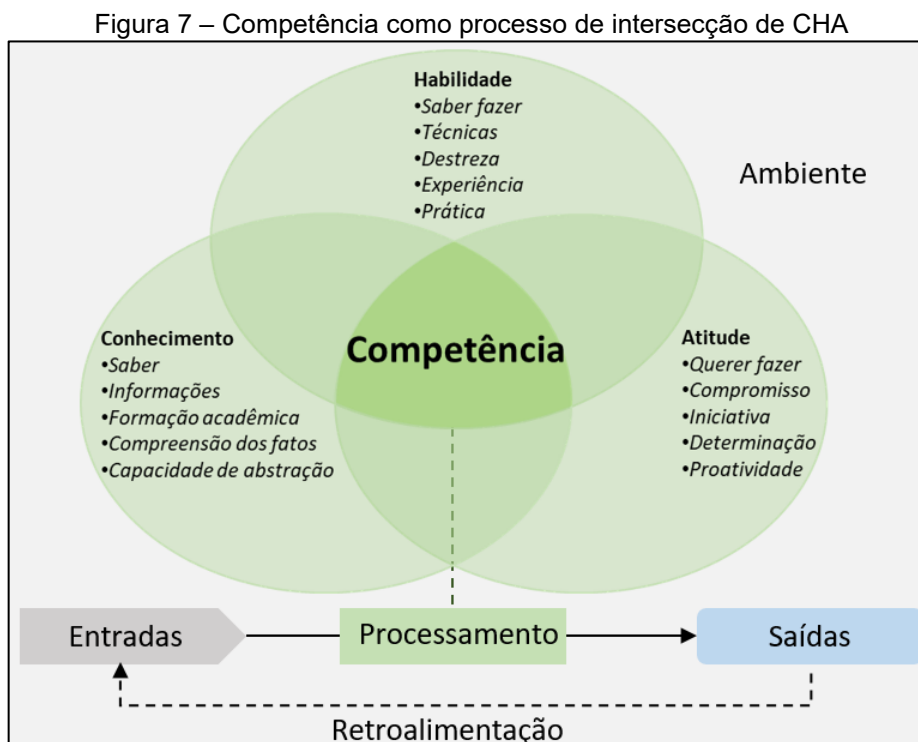 Figura 7 – Competência como processo de intersecção de CHA
Habilidade
•Saber fazer
•Técnicas
•Destreza
•Experiência
•Prática
Ambiente
Conhecimento
•Saber
•Informações
•Formação acadêmica
•Compreensão dos fatos
•Capacidade de abstração
Competência
Atitude
•Querer fazer
•Compromisso
•Iniciativa
•Determinação
•Proatividade
Entradas
Processamento
Saídas
Retroalimentação